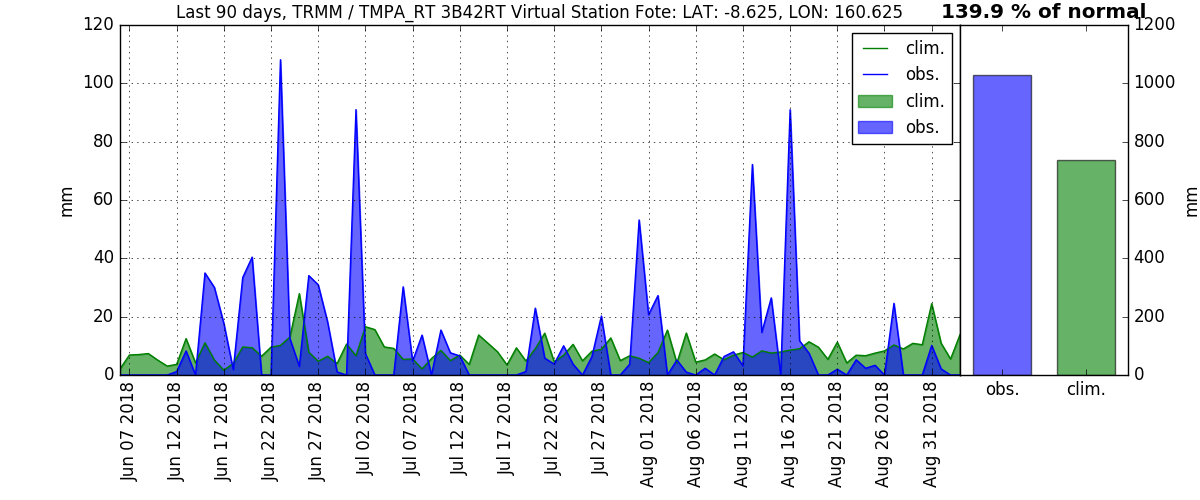 Last 90 days, TRMM / TMPA_RT 3B42RT Virtual Station Fote: LAT: -8.625, LON: 160.625
139.9 % of normal
clim.
obs.
clim.
obs.
120
100
80
60
40
20
0
mm
1200
1000
800
600
400
200
0
mm
Jun 07 2018
Jun 12 2018
Jun 17 2018
Jun 22 2018
Jun 27 2018
Jul 02 2018
Jul 07 2018
Jul 12 2018
Jul 17 2018
Jul 22 2018
Jul 27 2018
Aug 01 2018
Aug 06 2018
Aug 11 2018
Aug 16 2018
Aug 21 2018
Aug 26 2018
Aug 31 2018
obs.
clim.